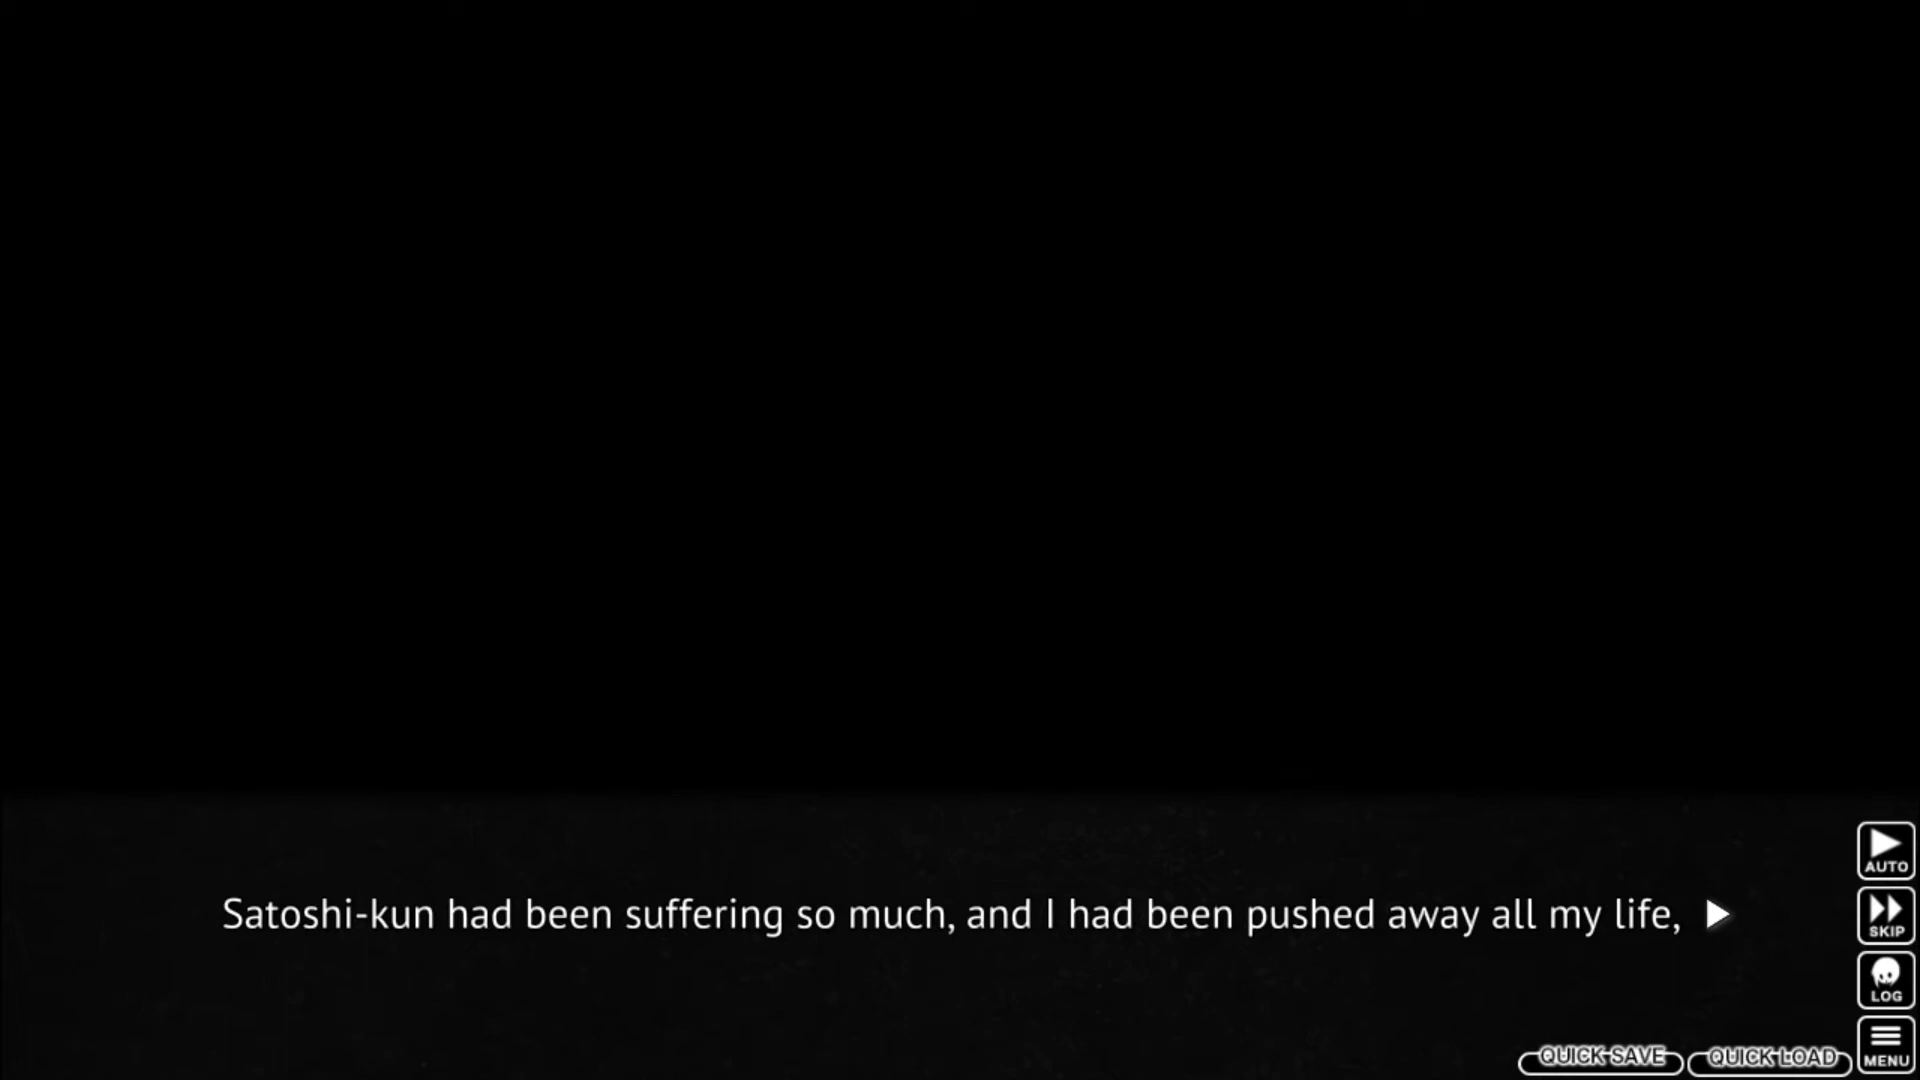 Satoshi-kun had been suffering so much, and I had been pushed away all my life,
AUTO
SKIP
LOG
MENU
QUICK SAVE
QUICK LOAD